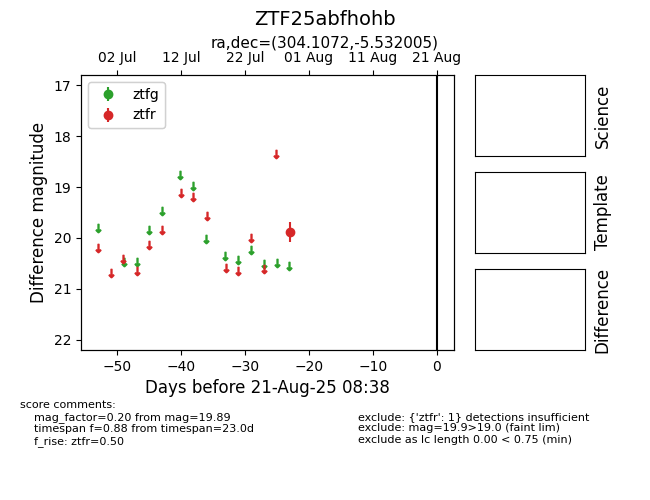 ZTF25abfhohb
ra,dec=(304.1072,-5.532005)
02 Jul
12 Jul
22 Jul
01 Aug
11 Aug
21 Aug
ztfg
ztfr
17
18
19
20
21
22
Difference magnitude
−50
−40
−30
−20
−10
0
Days before 21-Aug-25 08:38
Science
Template
Difference
score comments:
mag_factor=0.20 from mag=19.89
timespan f=0.88 from timespan=23.0d
f_rise: ztfr=0.50
exclude: {'ztfr': 1} detections insufficient
exclude: mag=19.9>19.0 (faint lim)
exclude as lc length 0.00 < 0.75 (min)